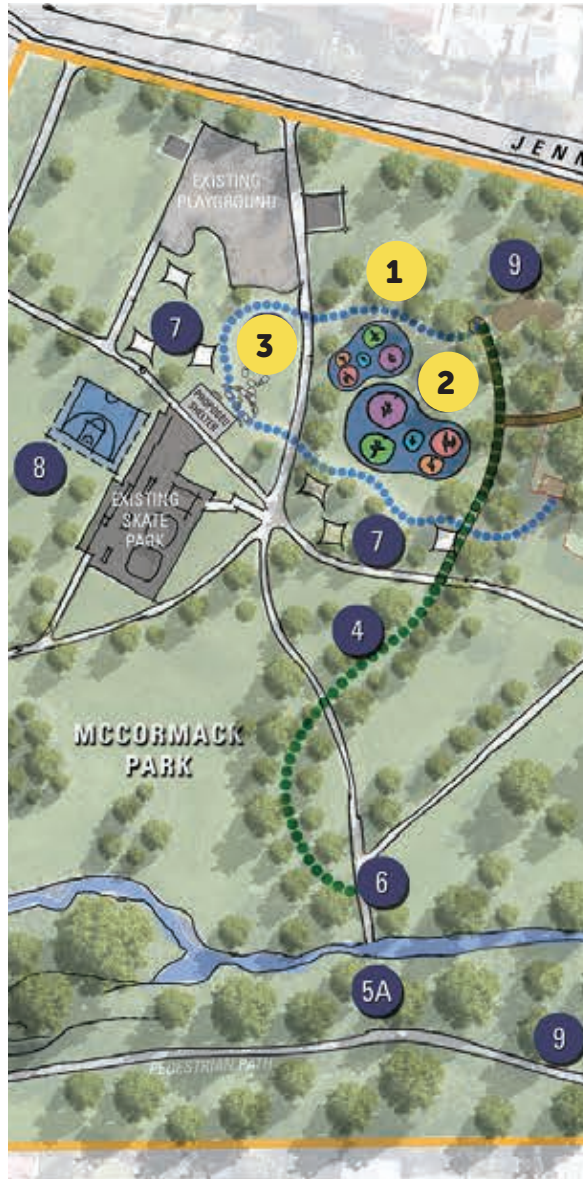 JENN
EXISTING
PLAYGROUND
1
9
7
3
2
PROPOSED
SHELTER
8
EXISTING
SKATE
PARK
7
4
MCCORMACK
PARK
6
5A
9
PEDESTRIAN PATH